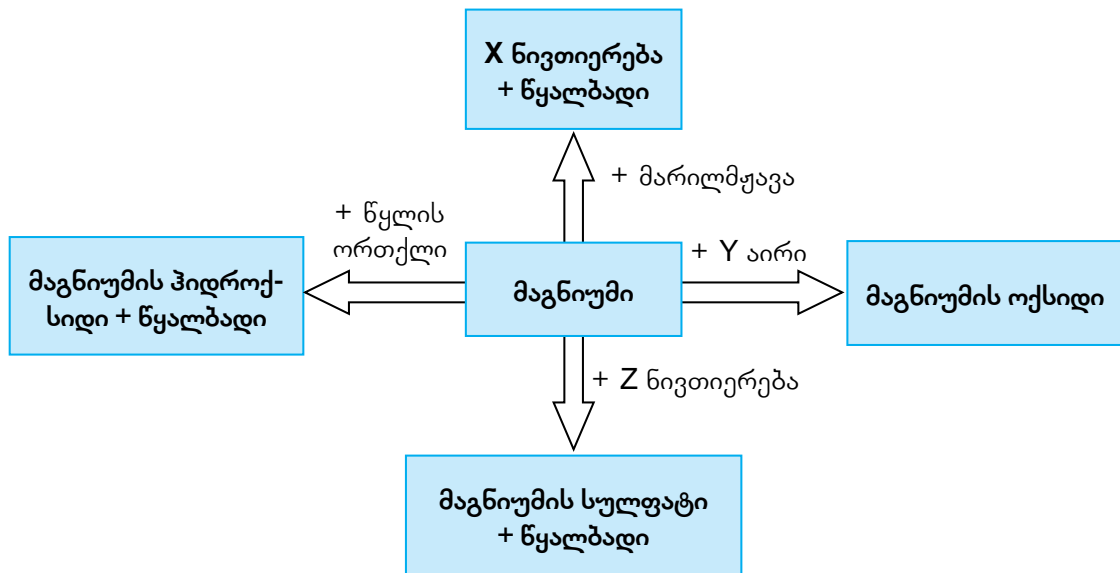 X ნივთიერება
+ წყალბადი
+ მარილმჟავა
+ წყლის
ორთქლი
+ Y აირი
მაგნიუმის ჰიდროქ-
სიდი + წყალბადი
მაგნიუმი
მაგნიუმის ოქსიდი
+ Z ნივთიერება
მაგნიუმის სულფატი
+ წყალბადი